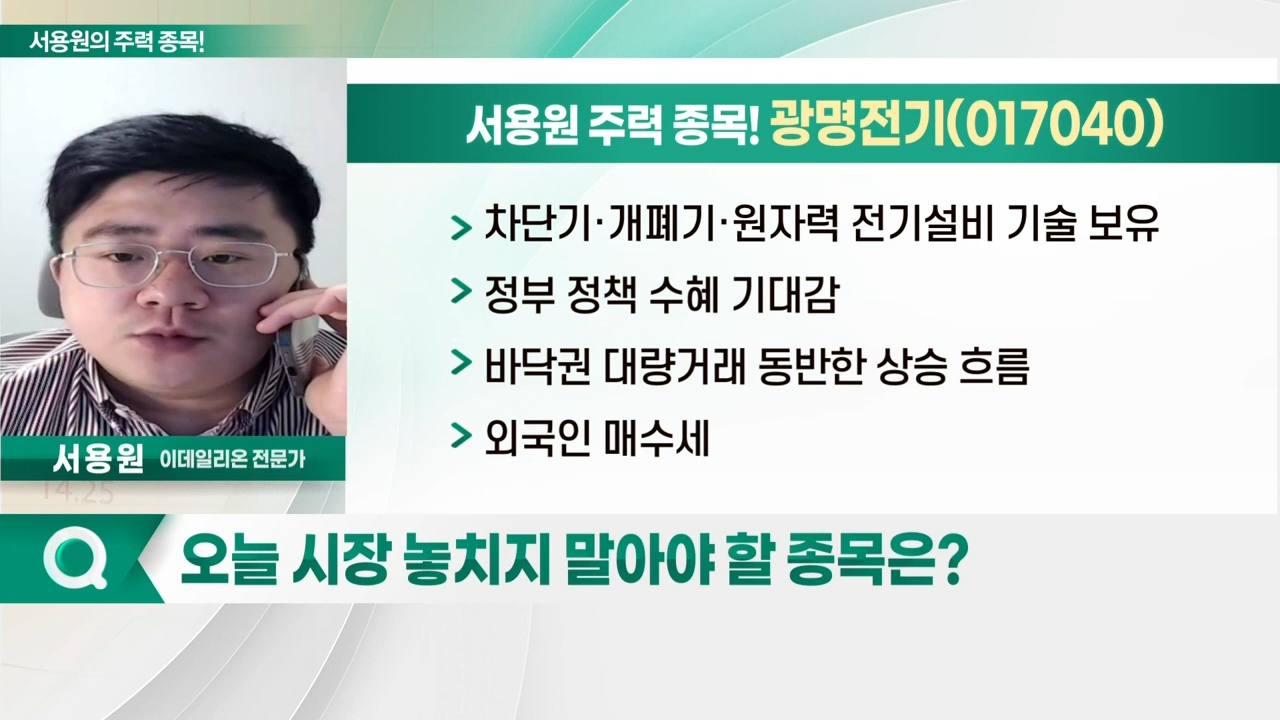 서용원의 주력 종목!
서용원 주력 종목! 광명전기(017040)
차단기·개폐기·원자력 전기설비 기술 보유
정부 정책 수혜 기대감
바닥권 대량거래 동반한 상승 흐름
외국인 매수세
서용원 이데일리온 전문가
14.25
Q 오늘 시장 놓치지 말아야 할 종목은?